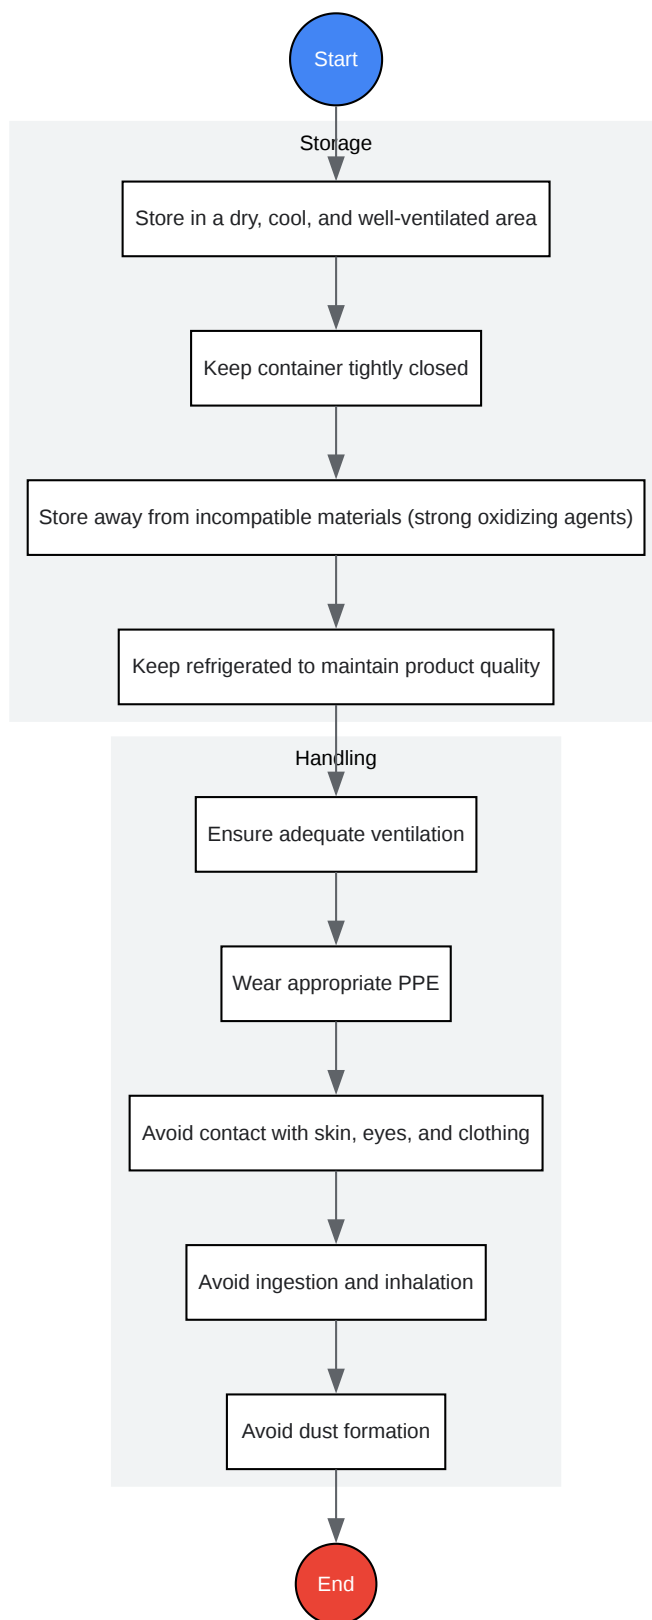 Start
Storage
Store in a dry, cool, and well-ventilated area
Keep container tightly closed
Store away from incompatible materials (strong oxidizing agents)
Keep refrigerated to maintain product quality
Handling
Ensure adequate ventilation
Wear appropriate PPE
Avoid contact with skin, eyes, and clothing
Avoid ingestion and inhalation
Avoid dust formation
End